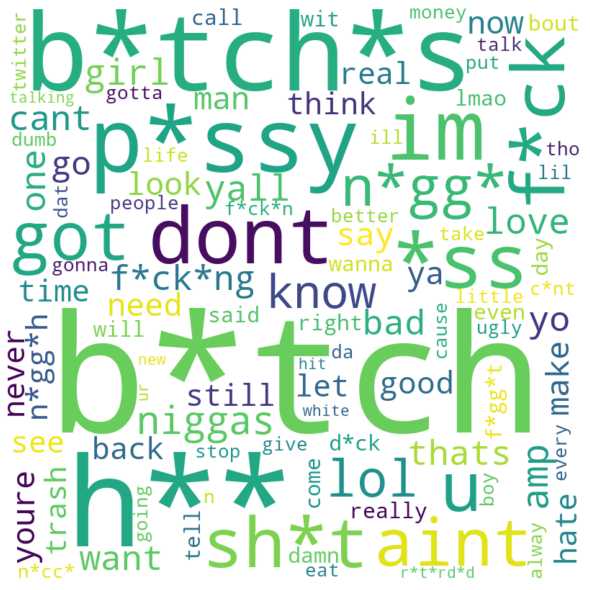 call
wit
money
now
bout
twitter
b*tch*s
girl
real
talk
put
talking
gotta
man
think
lmao
f*ck
cant
p*ssy
im
ill
tho
dumb
go
life
n*gg*
lil
one
look
yall
dat
people
f*ck*n
better
take
love
day
got
dont
say
*ss
gonna
f*ck*ng
know
wanna
ya
c*nt
time
need
said
right
bad
little
even
yo
never
n*gg*h
will
b*tch
da
cause
ugly
new
hit
let
good
make
ur
white
still
f*gg*t
niggas
see
back
stop
give
d*ck
thats
every
h**
lol
u
amp
hate
youre
trash
going
n
come
really
boy
want
tell
sh*t
damn
aint
alway
n*cc*
eat
r*t*rd*d